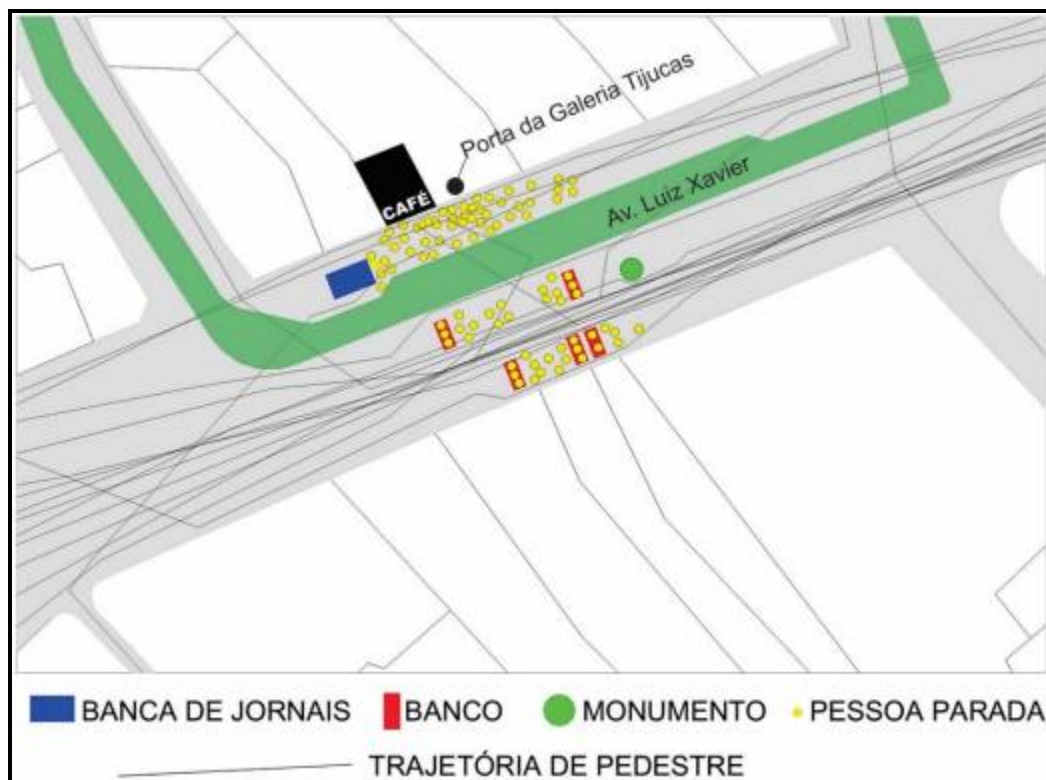 Porta da Galeria Tijucas
CAFÉ
Av. Luiz Xavier
BANCA DE JORNAIS
BANCO
MONUMENTO
PESSOA PARADA
TRAJETÓRIA DE PEDESTRE